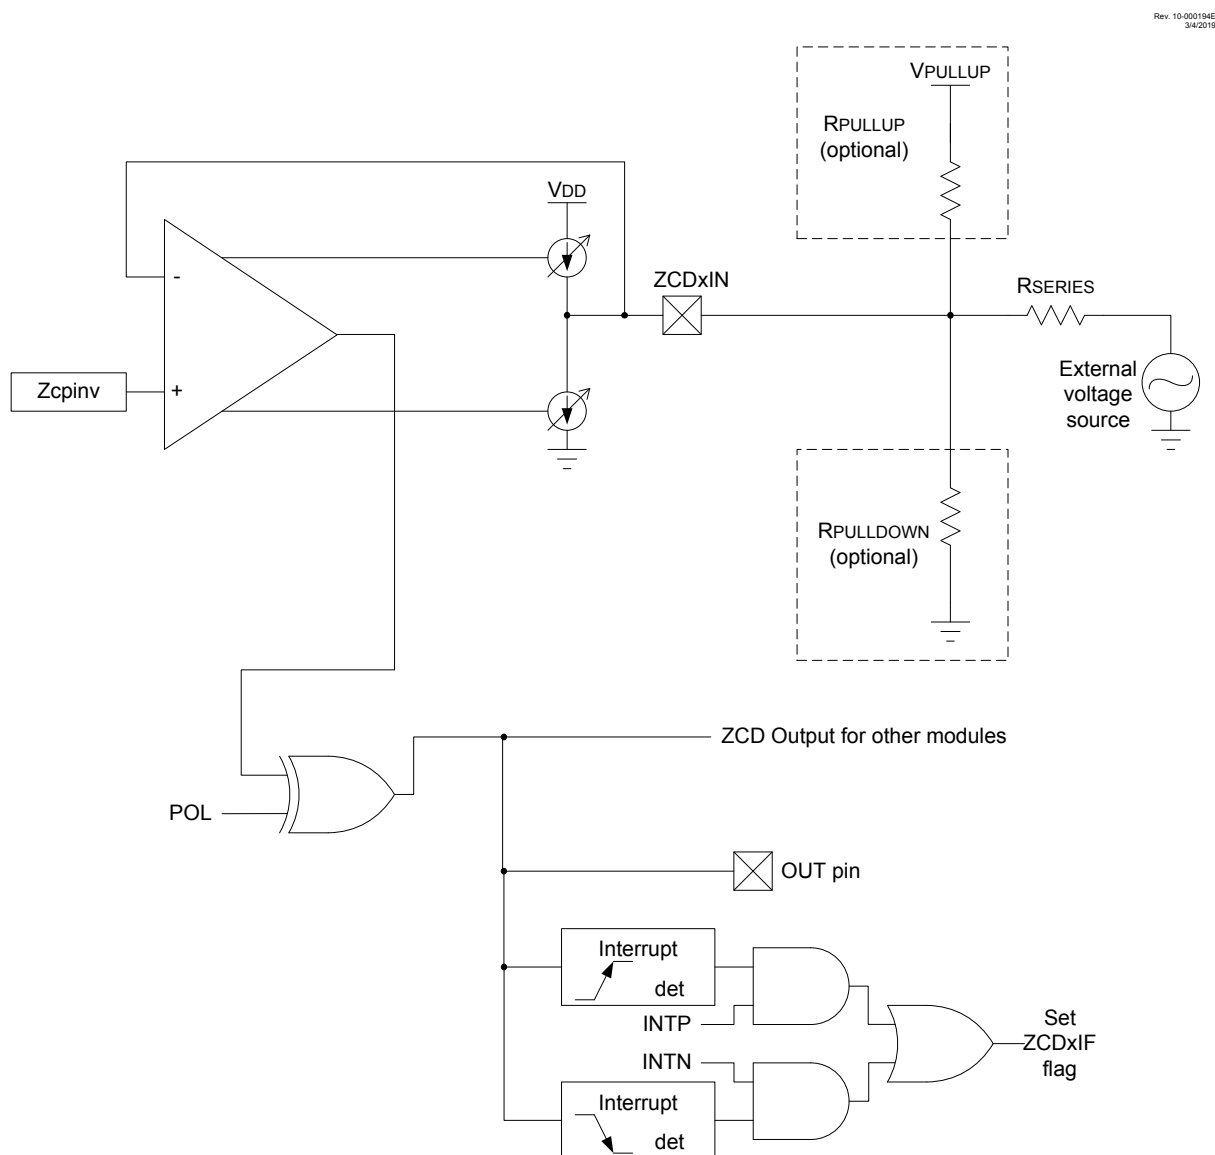 Rev. 10-000194E
3/4/2019
VPULLUP
RPULLUP
(optional)
VDD
ZCDxIN
RSERIES
-
Zcpinv
+
External
voltage
source
RPULLDOWN
(optional)
ZCD Output for other modules
POL
OUT pin
Interrupt
det
INTP
Set
ZCDxIF
flag
INTN
Interrupt
det